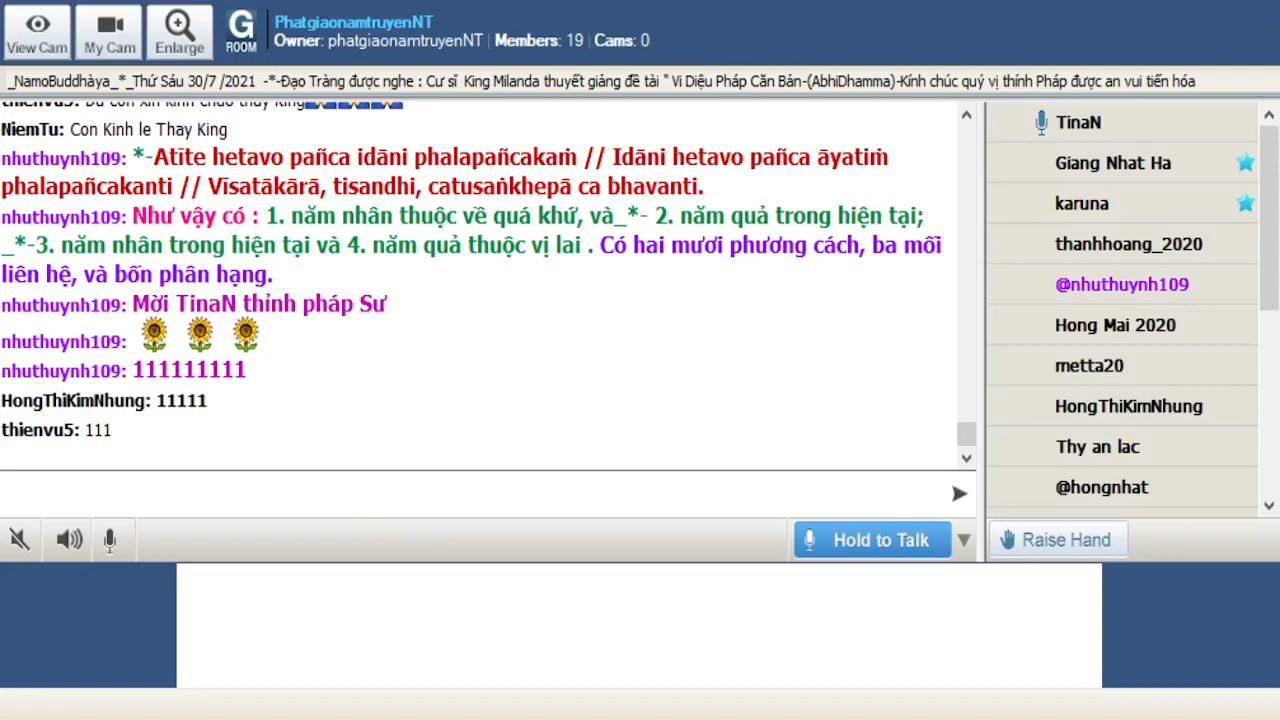 View Cam
My Cam
Enlarge
G
ROOM
PhatgiaonamtruyenNT
Owner: phatgiaonamtruyenNT | Members: 19 | Cams: 0
_NamoBuddhàya_*_Thứ Sáu 30/7 /2021 -*-Đạo Tràng được nghe : Cư sĩ King Milanda thuyết giảng đề tài " Vi Diệu Pháp Căn Bản-(AbhiDhamma)-Kính chúc quý vị thính Pháp được an vui tiến hóa
NiemTu: Con Kinh le Thay King
nhuthuynh109: *-Atīte hetavo pañca idāni phalapañcakaṁ // Idāni hetavo pañca āyatiṁ
phalapañcakanti // Vīsatākārā, tisandhi, catusaṅkhepā ca bhavanti.
nhuthuynh109: Như vậy có : 1. năm nhân thuộc về quá khứ, và_*- 2. năm quả trong hiện tại;
_*-3. năm nhân trong hiện tại và 4. năm quả thuộc vị lai . Có hai mươi phương cách, ba mối
liên hệ, và bốn phân hạng.
nhuthuynh109: Mời TinaN thỉnh pháp Sư
nhuthuynh109:
nhuthuynh109: 111111111
HongThiKimNhung: 11111
thienvu5: 111
Hold to Talk
TinaN
Giang Nhat Ha
karuna
thanhhoang_2020
@nhuthuynh109
Hong Mai 2020
metta20
HongThiKimNhung
Thy an lac
@hongnhat
Raise Hand